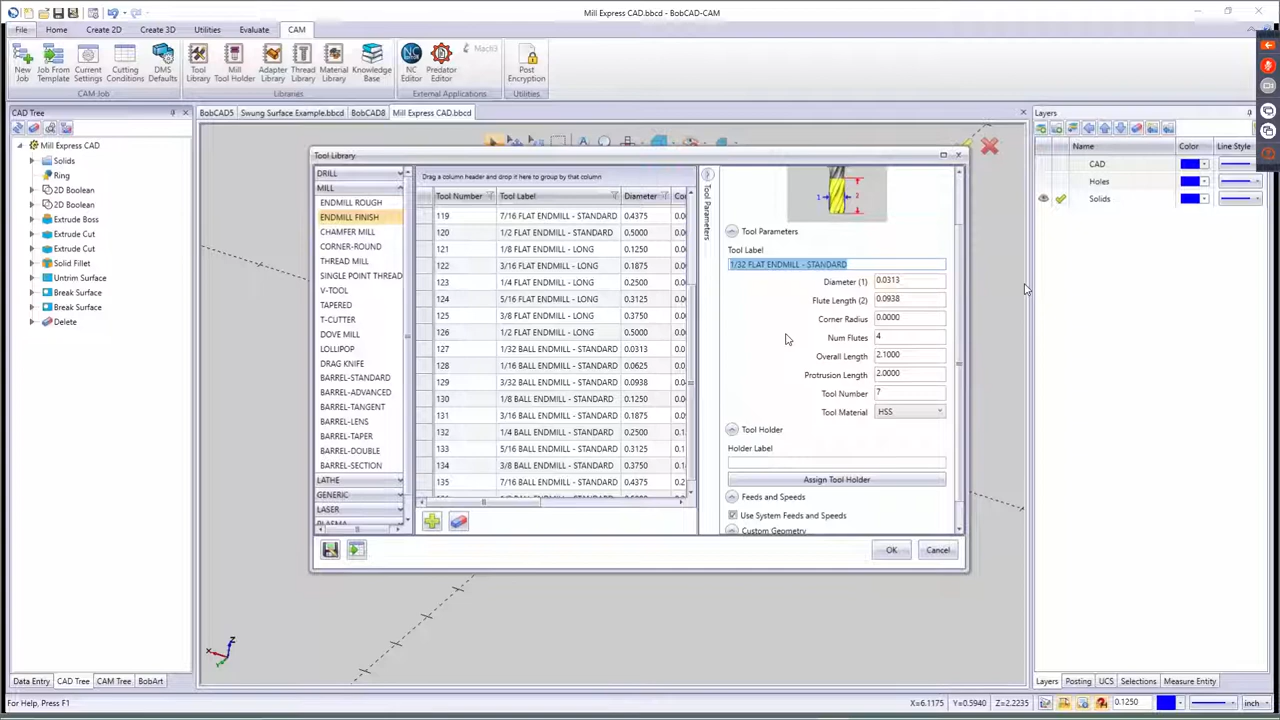 Mill Express CAD.bbcd - BobCAD-CAM
File Home Create 2D Create 3D Utilities Evaluate CAM
New Job
Job From Template
Current Settings
Cutting Conditions
DMS Defaults
Tool Library
Mill Tool Holder
Adapter Library
Thread Library
Material Library
Knowledge Base
NC Editor
Predator Editor
Mach3
Post Encryption
CAM Job Libraries External Applications Utilities
CAD Tree
BobCAD5 Swung Surface Example.bbcd BobCAD8 Mill Express CAD.bbcd
Layers
Mill Express CAD
Solids
Ring
2D Boolean
2D Boolean
Extrude Boss
Extrude Cut
Extrude Cut
Solid Fillet
Untrim Surface
Break Surface
Break Surface
Delete
Tool Library
DRILL
MILL
ENDMILL ROUGH
ENDMILL FINISH
CHAMFER MILL
CORNER-ROUND
THREAD MILL
SINGLE POINT THREAD
V-TOOL
TAPERED
T-CUTTER
DOVE MILL
LOLLIPOP
DRAG KNIFE
BARREL-STANDARD
BARREL-ADVANCED
BARREL-TANGENT
BARREL-LENS
BARREL-TAPER
BARREL-DOUBLE
BARREL-SECTION
LATHE
GENERIC
LASER
PLASMA
Drag a column header and drop it here to group by that column
Tool Number Tool Label Diameter
119 7/16 FLAT ENDMILL - STANDARD 0.4375
120 1/2 FLAT ENDMILL - STANDARD 0.5000
121 1/8 FLAT ENDMILL - LONG 0.1250
122 3/16 FLAT ENDMILL - LONG 0.1875
123 1/4 FLAT ENDMILL - LONG 0.2500
124 5/16 FLAT ENDMILL - LONG 0.3125
125 3/8 FLAT ENDMILL - LONG 0.3750
126 1/2 FLAT ENDMILL - LONG 0.5000
127 1/32 BALL ENDMILL - STANDARD 0.0313
128 1/16 BALL ENDMILL - STANDARD 0.0625
129 3/32 BALL ENDMILL - STANDARD 0.0938
130 1/8 BALL ENDMILL - STANDARD 0.1250
131 3/16 BALL ENDMILL - STANDARD 0.1875
132 1/4 BALL ENDMILL - STANDARD 0.2500
133 5/16 BALL ENDMILL - STANDARD 0.3125
134 3/8 BALL ENDMILL - STANDARD 0.3750
135 7/16 BALL ENDMILL - STANDARD 0.4375
Tool Parameters
1 2
Tool Parameters
Tool Label
1/32 FLAT ENDMILL - STANDARD
Diameter (1) 0.0313
Flute Length (2) 0.0938
Corner Radius 0.0000
Num Flutes 4
Overall Length 2.1000
Protrusion Length 2.0000
Tool Number 7
Tool Material HSS
Tool Holder
Holder Label
Assign Tool Holder
Feeds and Speeds
Use System Feeds and Speeds
Custom Geometry
OK Cancel
Name Color Line Style
CAD
Holes
Solids
X Y Z
Data Entry CAD Tree CAM Tree BobArt
Layers Posting UCS Selections Measure Entity
For Help, Press F1
X=6.1175 Y=0.5940 Z=2.2235
0.1250
inch